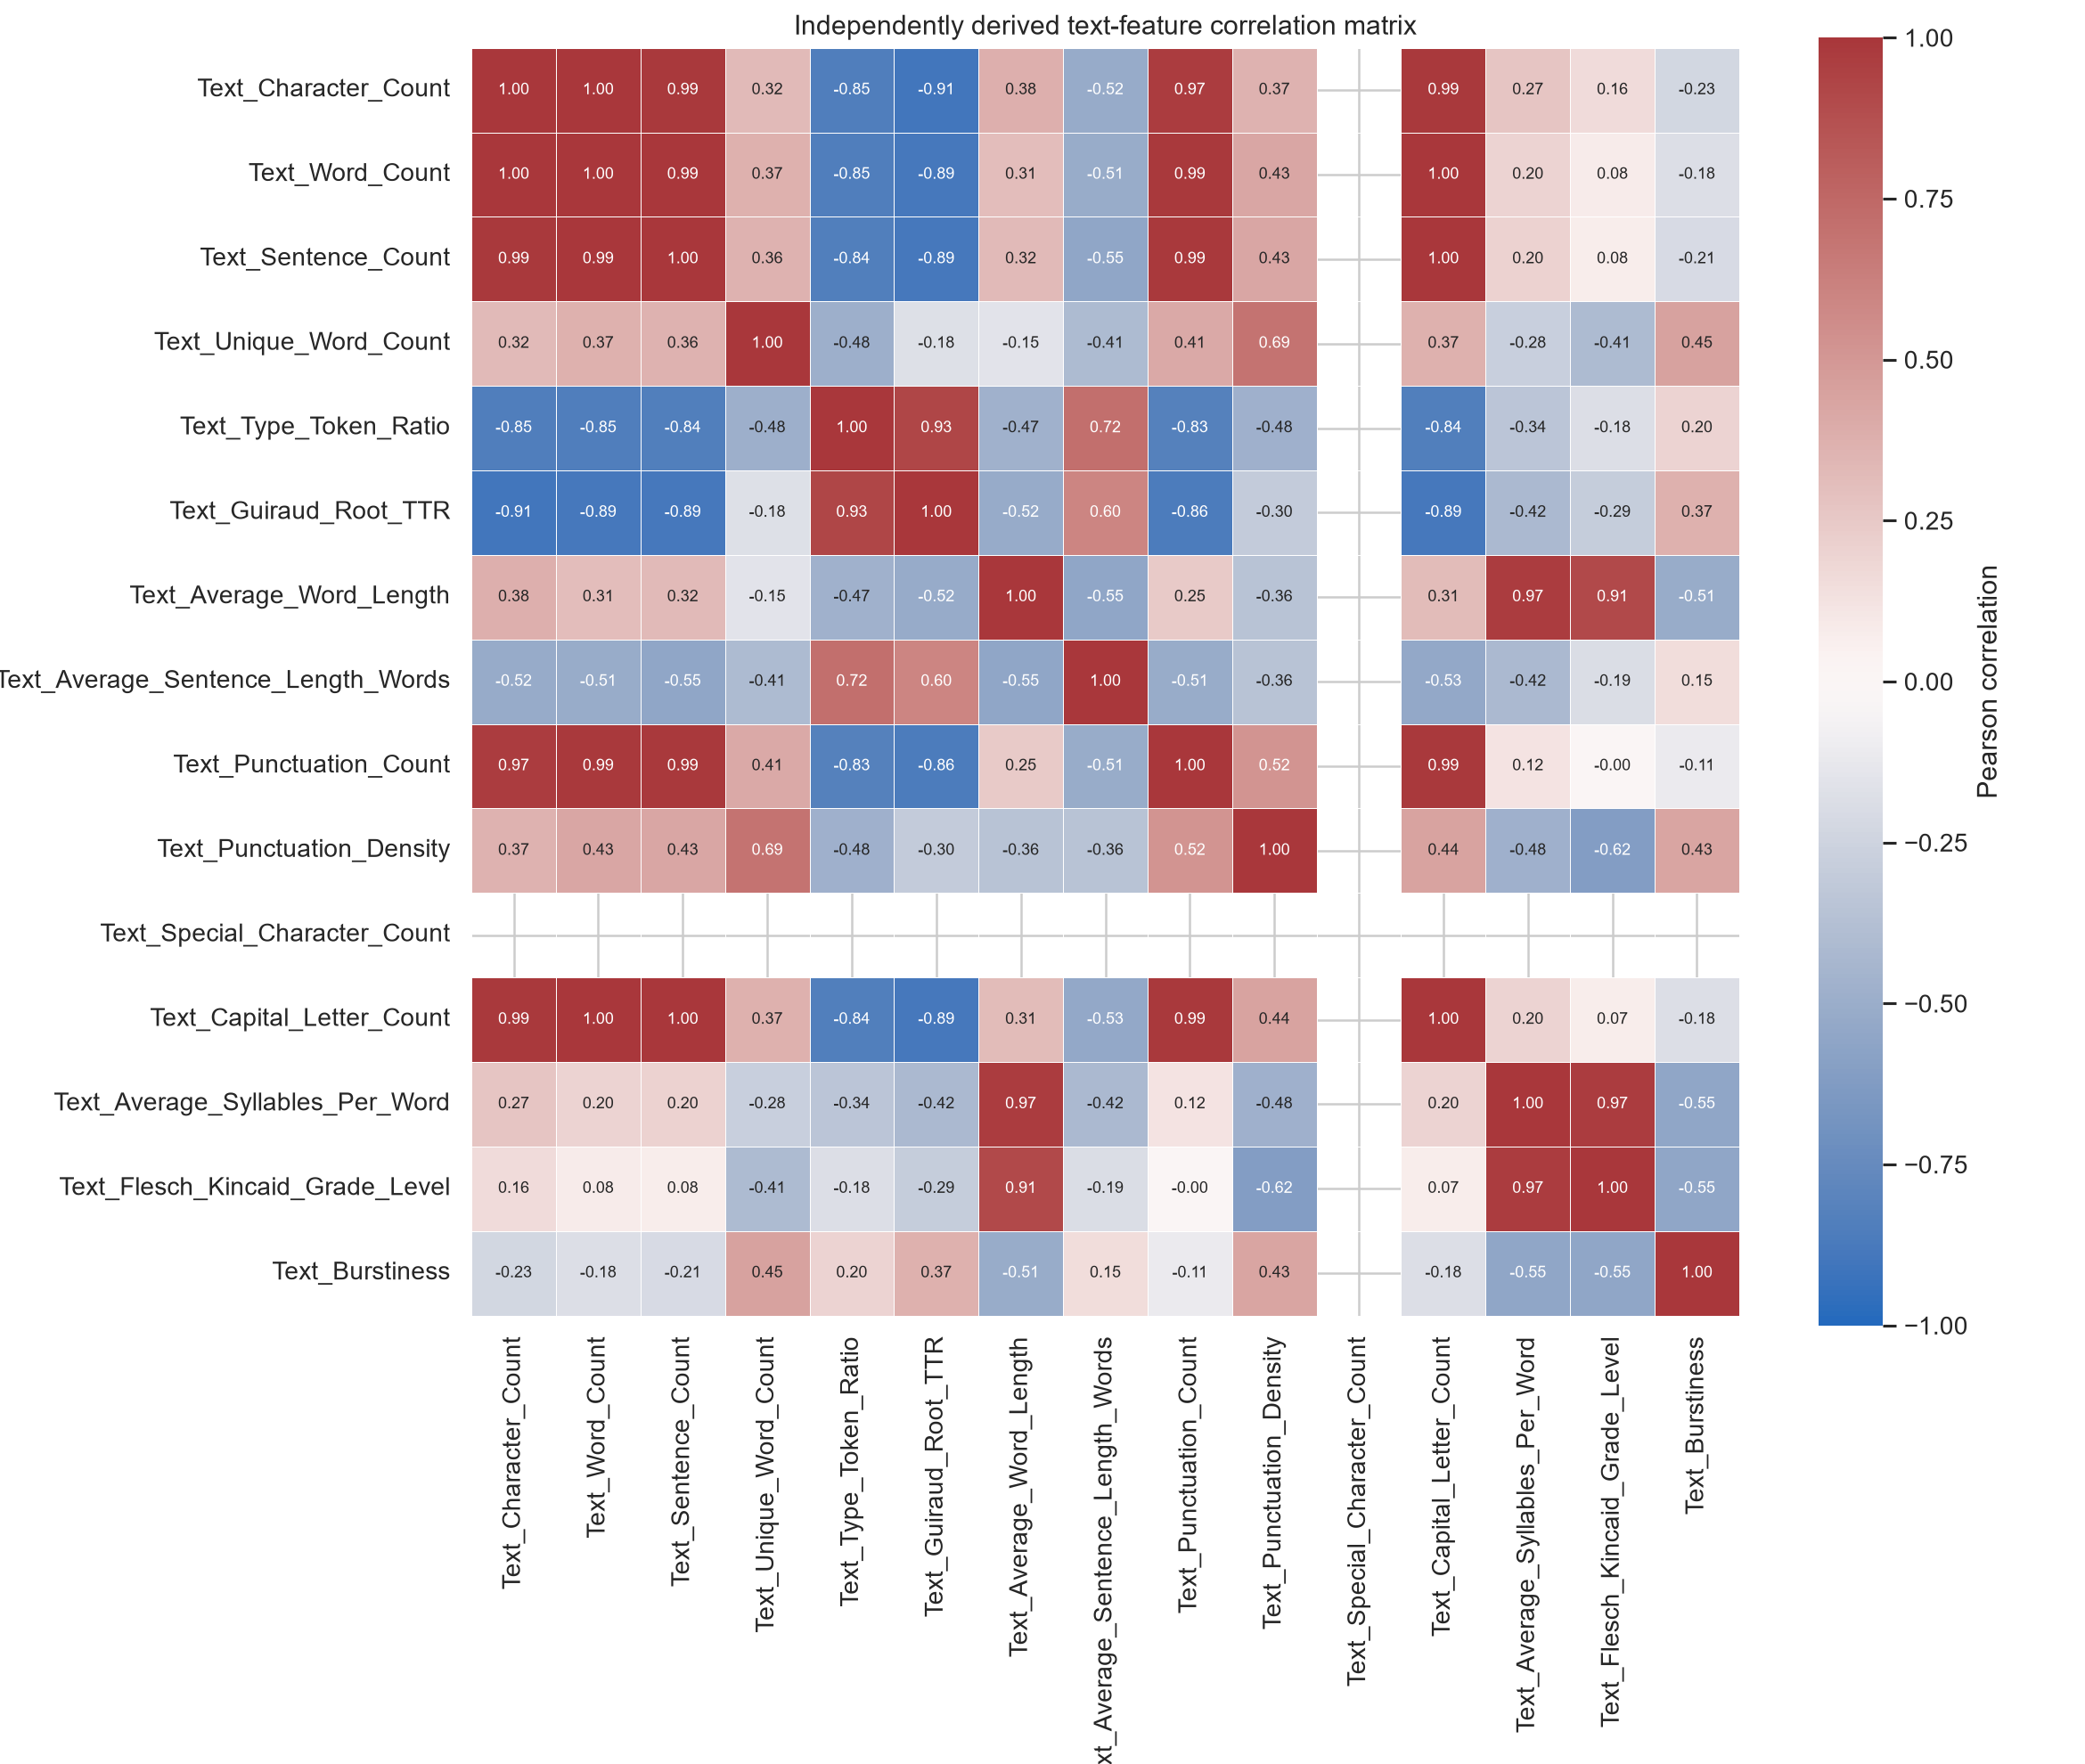 Independently derived text-feature correlation matrix
Text_Character_Count 1.00 1.00 0.99 0.32 -0.85 -0.91 0.38 -0.52 0.97 0.37 0.99 0.27 0.16 -0.23
Text_Word_Count 1.00 1.00 0.99 0.37 -0.85 -0.89 0.31 -0.51 0.99 0.43 1.00 0.20 0.08 -0.18
Text_Sentence_Count 0.99 0.99 1.00 0.36 -0.84 -0.89 0.32 -0.55 0.99 0.43 1.00 0.20 0.08 -0.21
Text_Unique_Word_Count 0.32 0.37 0.36 1.00 -0.48 -0.18 -0.15 -0.41 0.41 0.69 0.37 -0.28 -0.41 0.45
Text_Type_Token_Ratio -0.85 -0.85 -0.84 -0.48 1.00 0.93 -0.47 0.72 -0.83 -0.48 -0.84 -0.34 -0.18 0.20
Text_Guiraud_Root_TTR -0.91 -0.89 -0.89 -0.18 0.93 1.00 -0.52 0.60 -0.86 -0.30 -0.89 -0.42 -0.29 0.37
Text_Average_Word_Length 0.38 0.31 0.32 -0.15 -0.47 -0.52 1.00 -0.55 0.25 -0.36 0.31 0.97 0.91 -0.51
Text_Average_Sentence_Length_Words -0.52 -0.51 -0.55 -0.41 0.72 0.60 -0.55 1.00 -0.51 -0.36 -0.53 -0.42 -0.19 0.15
Text_Punctuation_Count 0.97 0.99 0.99 0.41 -0.83 -0.86 0.25 -0.51 1.00 0.52 0.99 0.12 -0.00 -0.11
Text_Punctuation_Density 0.37 0.43 0.43 0.69 -0.48 -0.30 -0.36 -0.36 0.52 1.00 0.44 -0.48 -0.62 0.43
Text_Special_Character_Count
Text_Capital_Letter_Count 0.99 1.00 1.00 0.37 -0.84 -0.89 0.31 -0.53 0.99 0.44 1.00 0.20 0.07 -0.18
Text_Average_Syllables_Per_Word 0.27 0.20 0.20 -0.28 -0.34 -0.42 0.97 -0.42 0.12 -0.48 0.20 1.00 0.97 -0.55
Text_Flesch_Kincaid_Grade_Level 0.16 0.08 0.08 -0.41 -0.18 -0.29 0.91 -0.19 -0.00 -0.62 0.07 0.97 1.00 -0.55
Text_Burstiness -0.23 -0.18 -0.21 0.45 0.20 0.37 -0.51 0.15 -0.11 0.43 -0.18 -0.55 -0.55 1.00
Text_Character_Count
Text_Word_Count
Text_Sentence_Count
Text_Unique_Word_Count
Text_Type_Token_Ratio
Text_Guiraud_Root_TTR
Text_Average_Word_Length
xt_Average_Sentence_Length_Words
Text_Punctuation_Count
Text_Punctuation_Density
Text_Special_Character_Count
Text_Capital_Letter_Count
Text_Average_Syllables_Per_Word
Text_Flesch_Kincaid_Grade_Level
Text_Burstiness
1.00
0.75
0.50
0.25
0.00
−0.25
−0.50
−0.75
−1.00
Pearson correlation